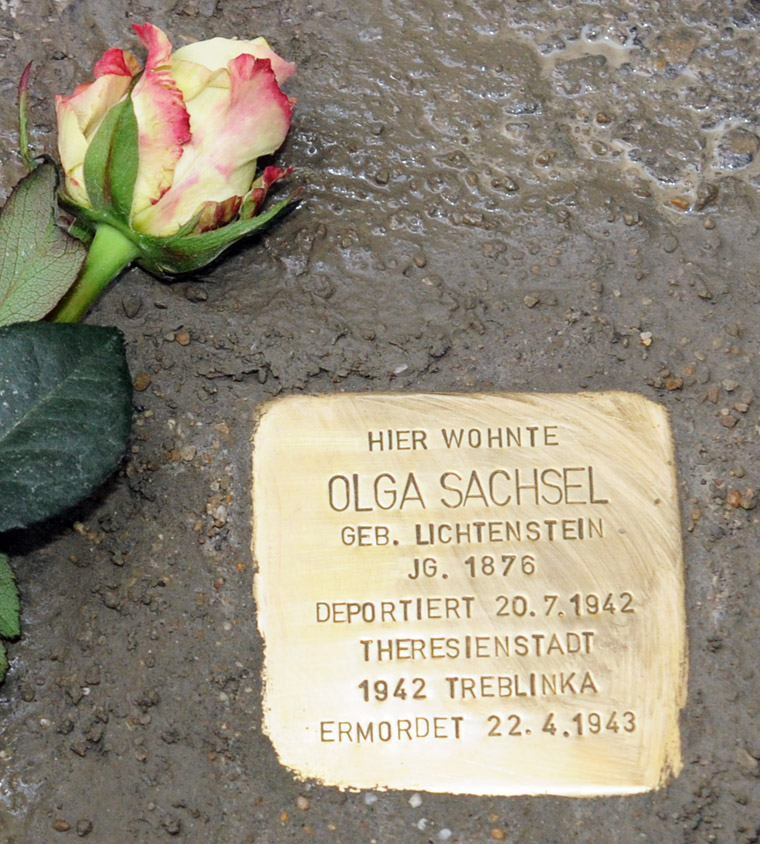 HIER WOHNTE
OLGA SACHSEL
GEB. LICHTENSTEIN
JG. 1876
DEPORTIERT 20.7.1942
THERESIENSTADT
1942 TREBLINKA
ERMORDET 22.4.1943